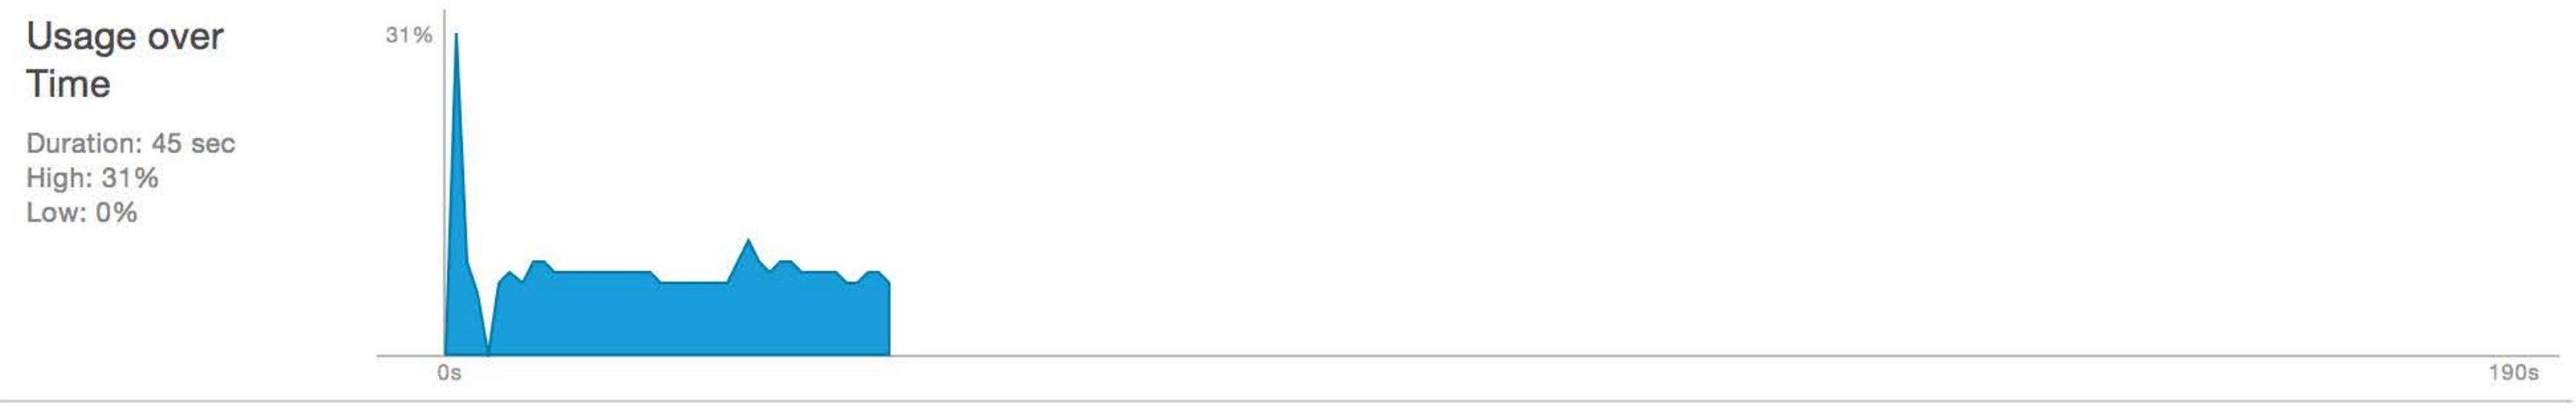 Usage over
Time
Duration: 45 sec
High: 31%
Low: 0%
31%
0s
190s